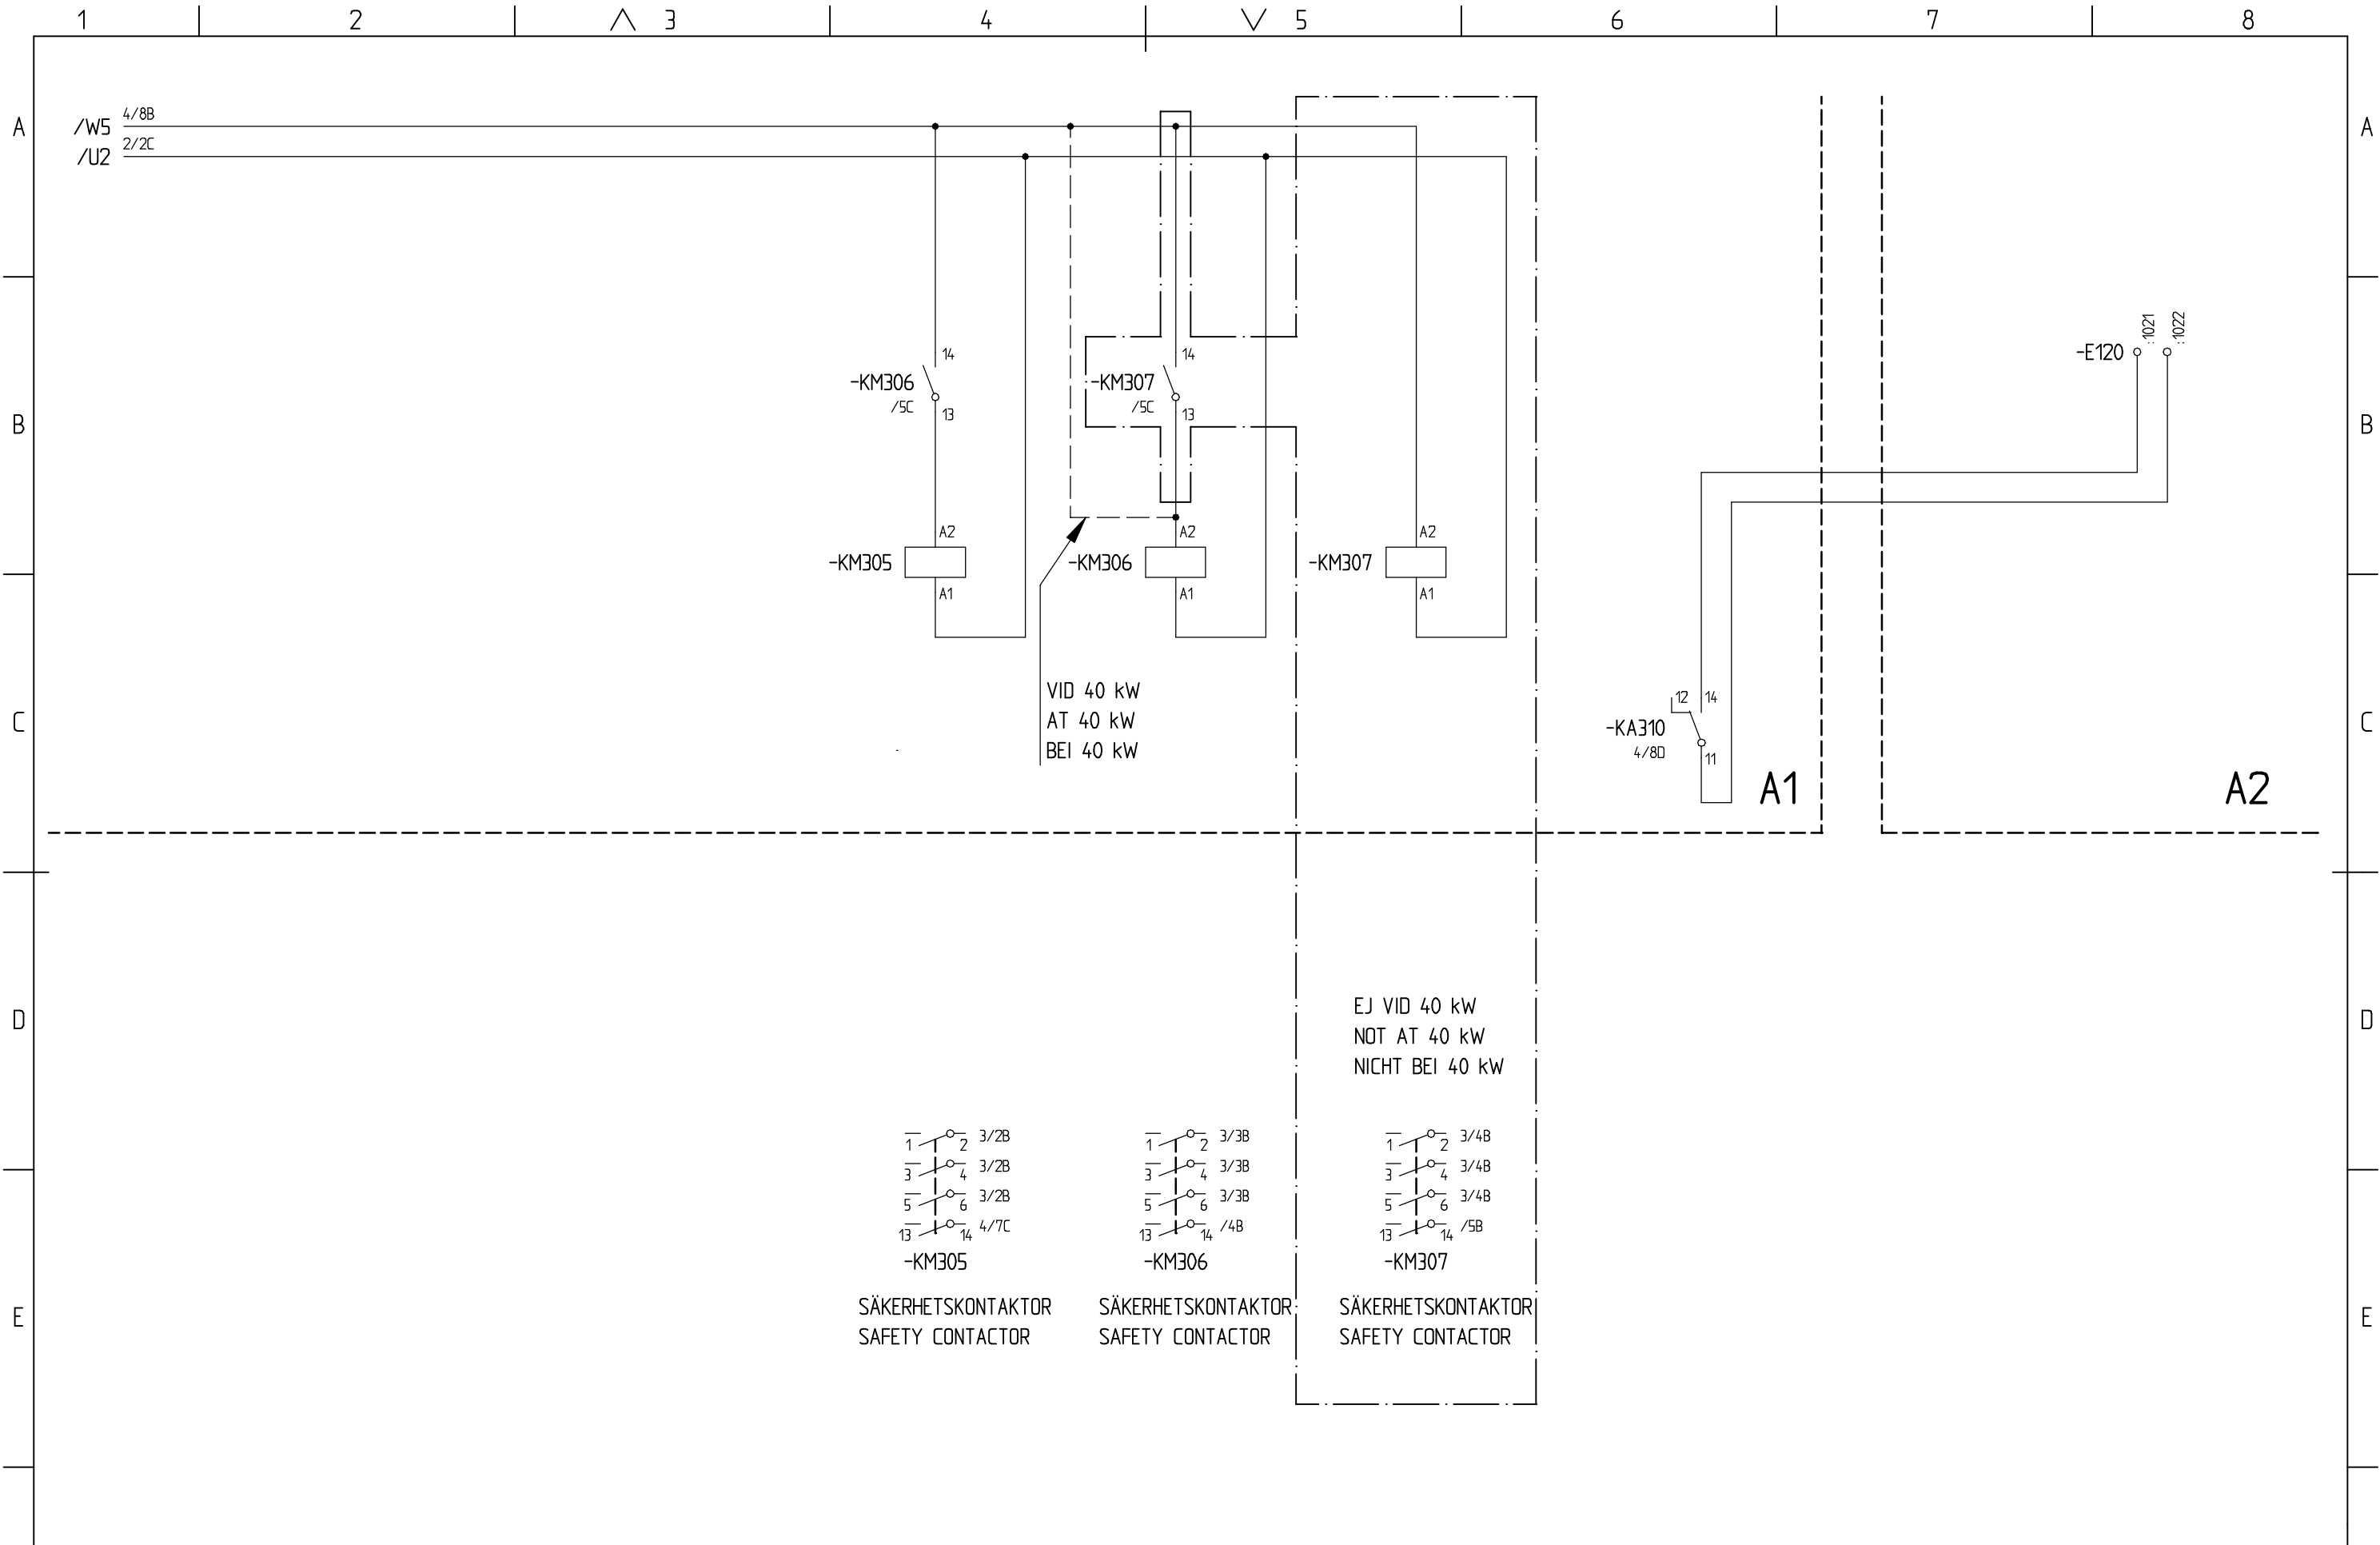 1 2 3 4 5 6 7 8
A A
/W5 4/8B
/U2 2/2C
14
-KM306
/5C
13
14
-KM307
/5C
13
:1021 :1022
-E120
B B
A2
-KM305
A1
A2
-KM306
A1
A2
-KM307
A1
VID 40 kW
AT 40 kW
BEI 40 kW
12 14
-KA310
4/8D
11
C C
A1 A2
D D
EJ VID 40 kW
NOT AT 40 kW
NICHT BEI 40 kW
1 2 3/2B
3 4 3/2B
5 6 3/2B
13 14 4/7C
-KM305
SÄKERHETSKONTAKTOR
SAFETY CONTACTOR
1 2 3/3B
3 4 3/3B
5 6 3/3B
13 14 /4B
-KM306
SÄKERHETSKONTAKTOR
SAFETY CONTACTOR
1 2 3/4B
3 4 3/4B
5 6 3/4B
13 14 /5B
-KM307
SÄKERHETSKONTAKTOR
SAFETY CONTACTOR
E E